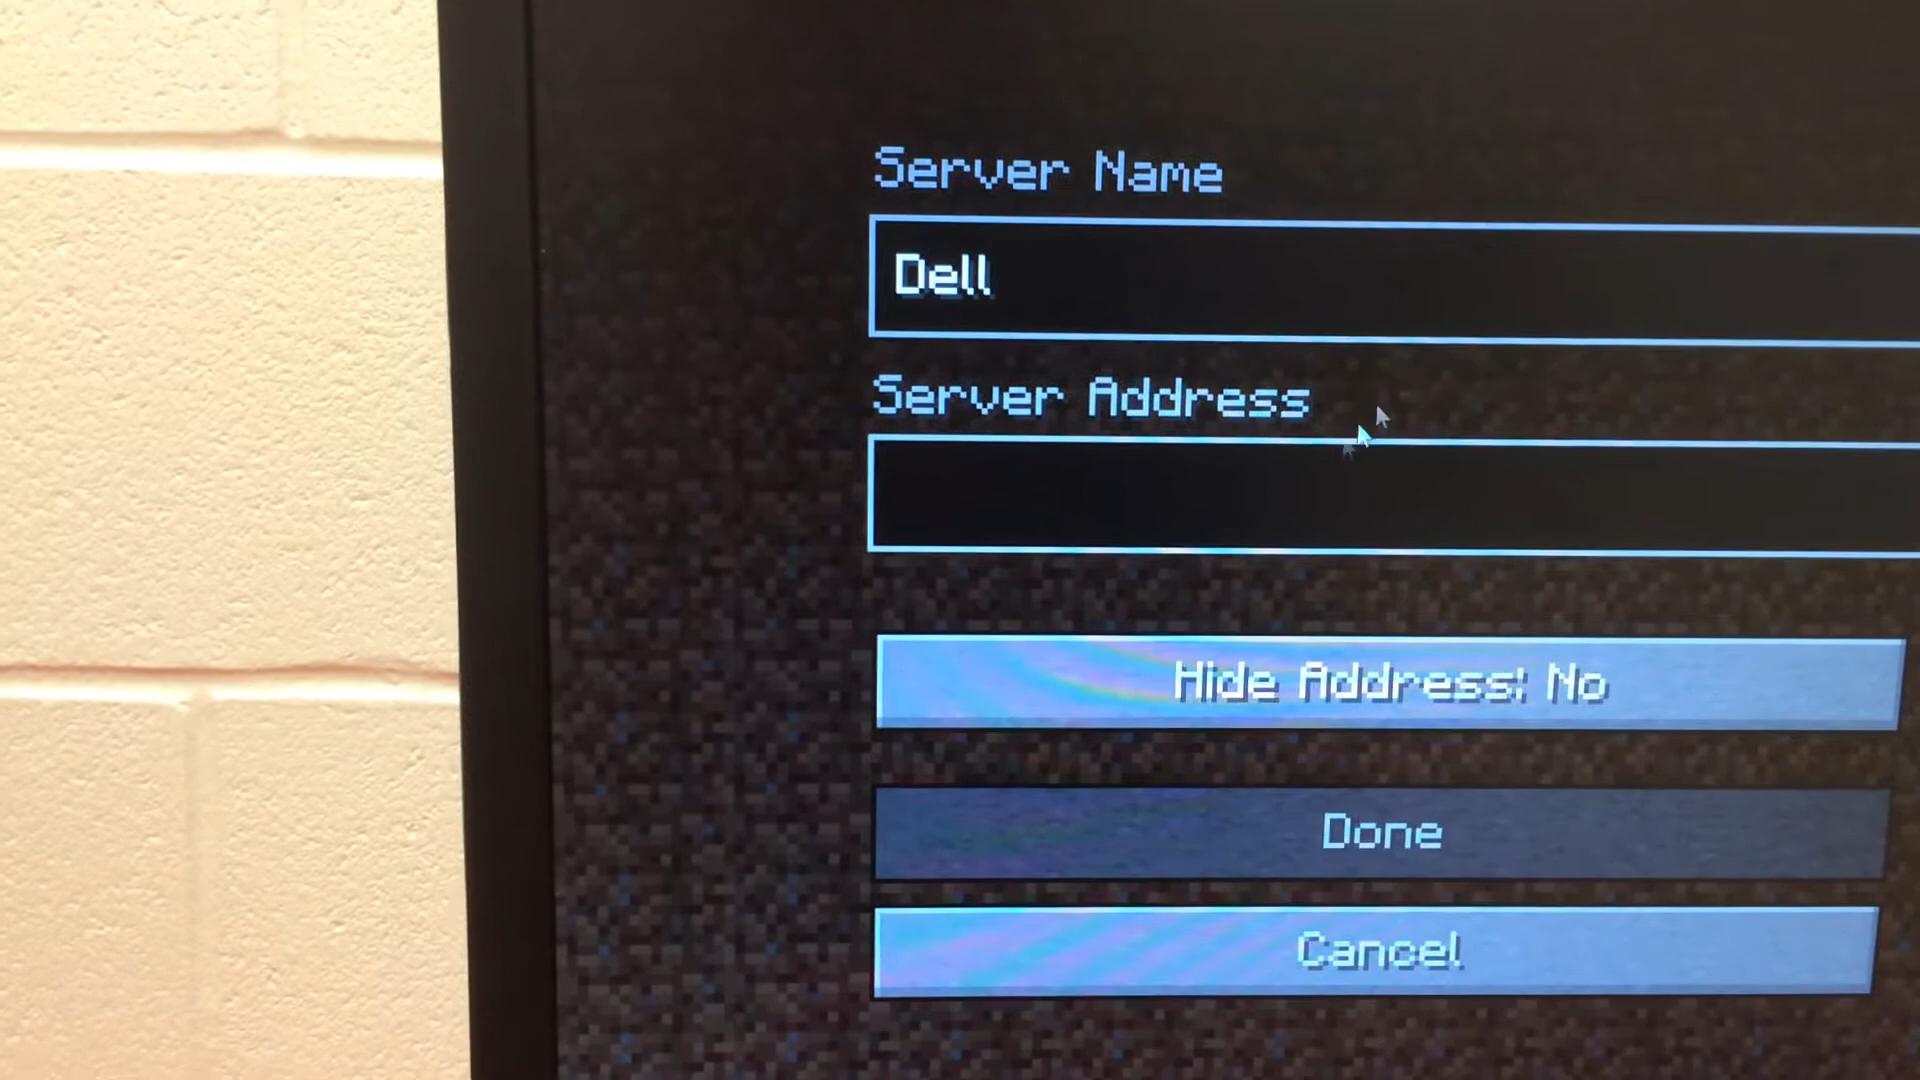 Server Name
Dell
Server Address
Hide Address: No
Done
Cancel